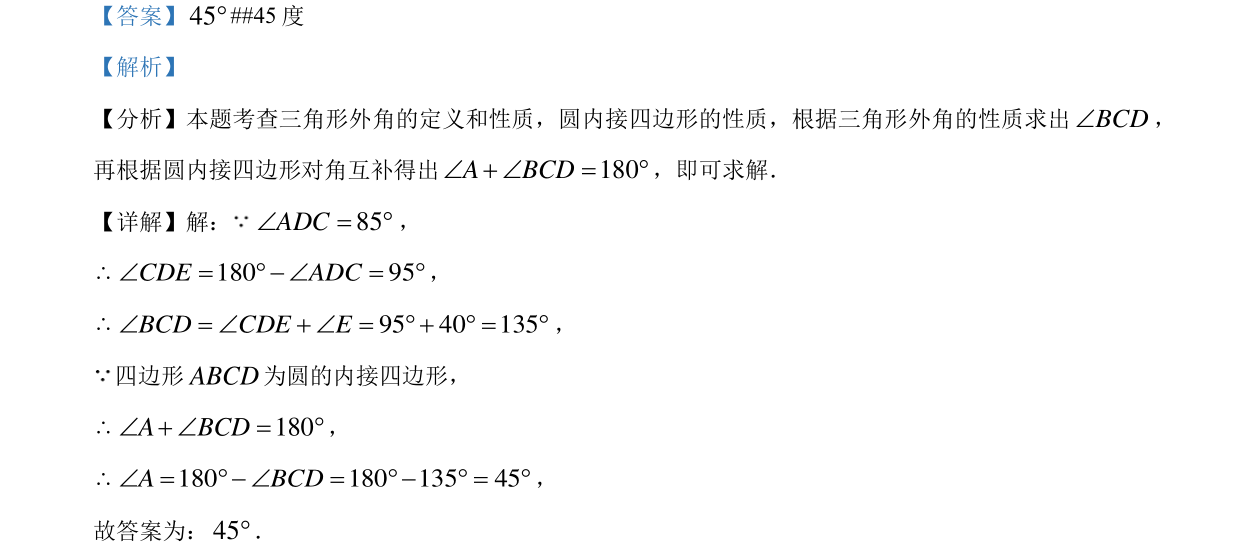 【答案】45°##45 度
【解析】
【分析】本题考查三角形外角的定义和性质，圆内接四边形的性质，根据三角形外角的性质求出∠BCD，
再根据圆内接四边形对角互补得出∠A+∠BCD=180°，即可求解．
【详解】解：∵∠ADC=85°，
∴∠CDE=180°−∠ADC=95°，
∴∠BCD=∠CDE+∠E=95°+40°=135°，
∵四边形ABCD为圆的内接四边形，
∴∠A+∠BCD=180°，
∴∠A=180°−∠BCD=180°−135°=45°，
故答案为：45°．